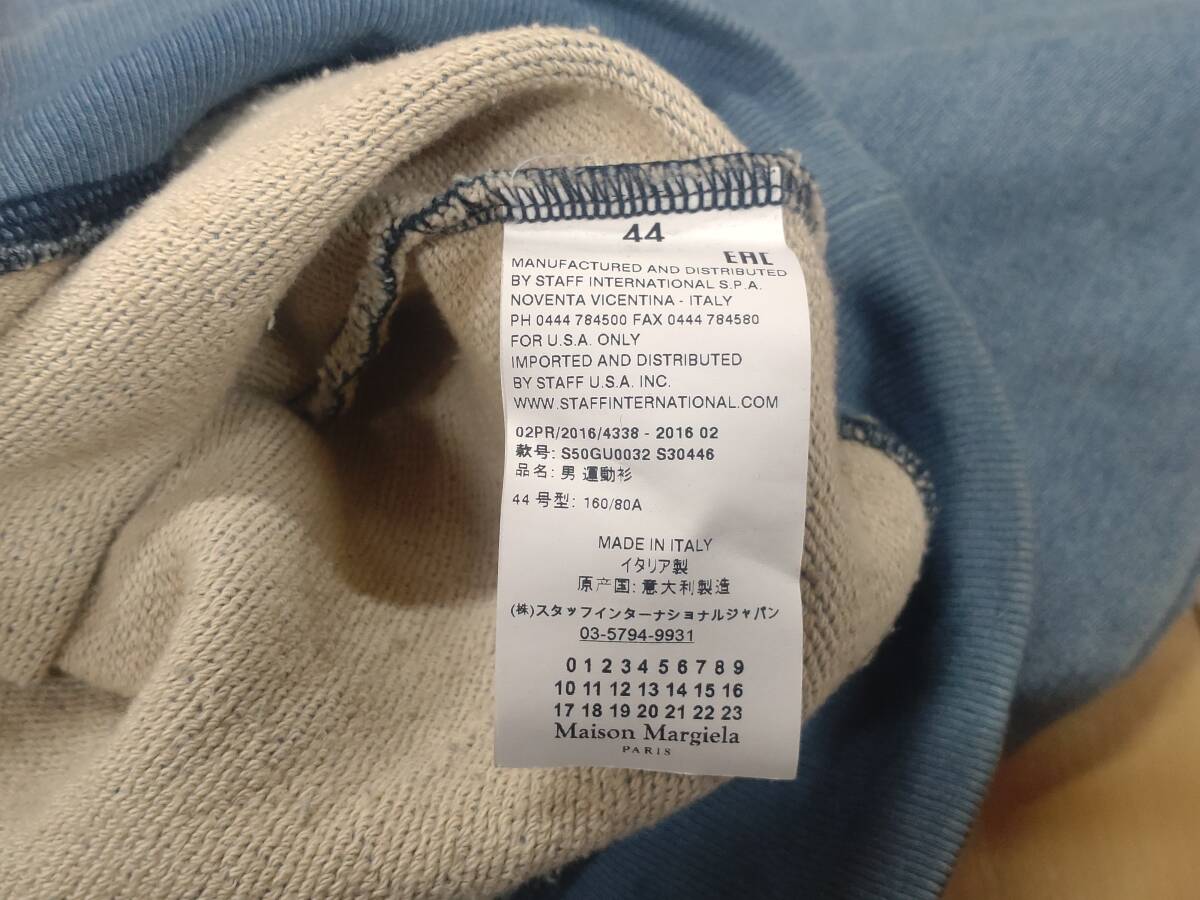 44
EAC
MANUFACTURED AND DISTRIBUTED
BY STAFF INTERNATIONAL S.P.A.
NOVENTA VICENTINA - ITALY
PH 0444 784500 FAX 0444 784580
FOR U.S.A. ONLY
IMPORTED AND DISTRIBUTED
BY STAFF U.S.A. INC.
WWW.STAFFINTERNATIONAL.COM
02PR/2016/4338 - 2016 02
款号: S50GU0032 S30446
品名: 男 運動衫
44 号型: 160/80A
MADE IN ITALY
イタリア製
原产国: 意大利製造
(株)スタッフインターナショナルジャパン
03-5794-9931
0 1 2 3 4 5 6 7 8 9
10 11 12 13 14 15 16
17 18 19 20 21 22 23
Maison Margiela
PARIS